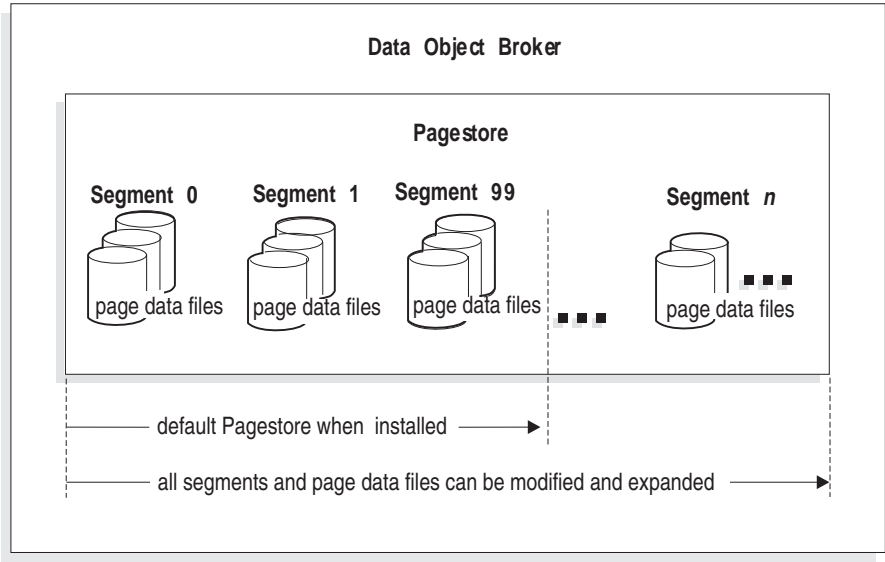 Data Object Broker
Pagestore
Segment 0
Segment 1
Segment 99
Segment n
page data files
page data files
page data files
page data files
default Pagestore when installed
all segments and page data files can be modified and expanded